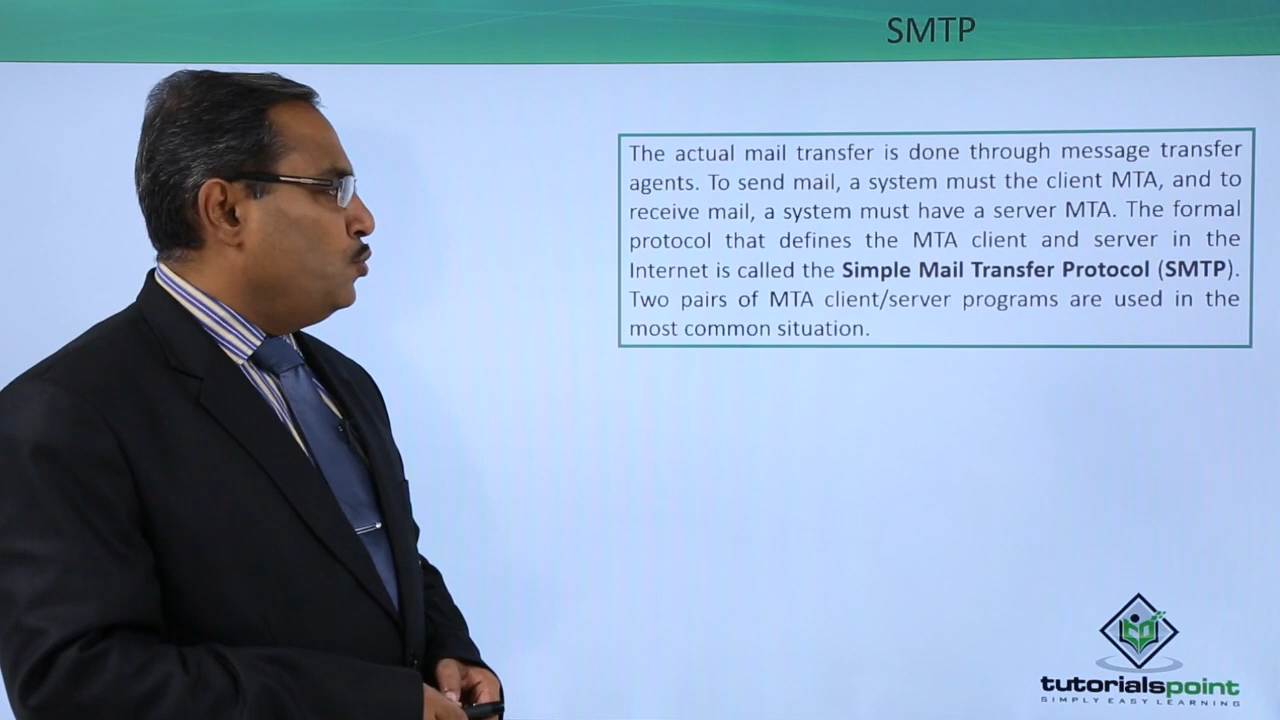 SMTP
The actual mail transfer is done through message transfer
agents. To send mail, a system must the client MTA, and to
receive mail, a system must have a server MTA. The formal
protocol that defines the MTA client and server in the
Internet is called the Simple Mail Transfer Protocol (SMTP).
Two pairs of MTA client/server programs are used in the
most common situation.
tutorialspoint
SIMPLY EASY LEARNING